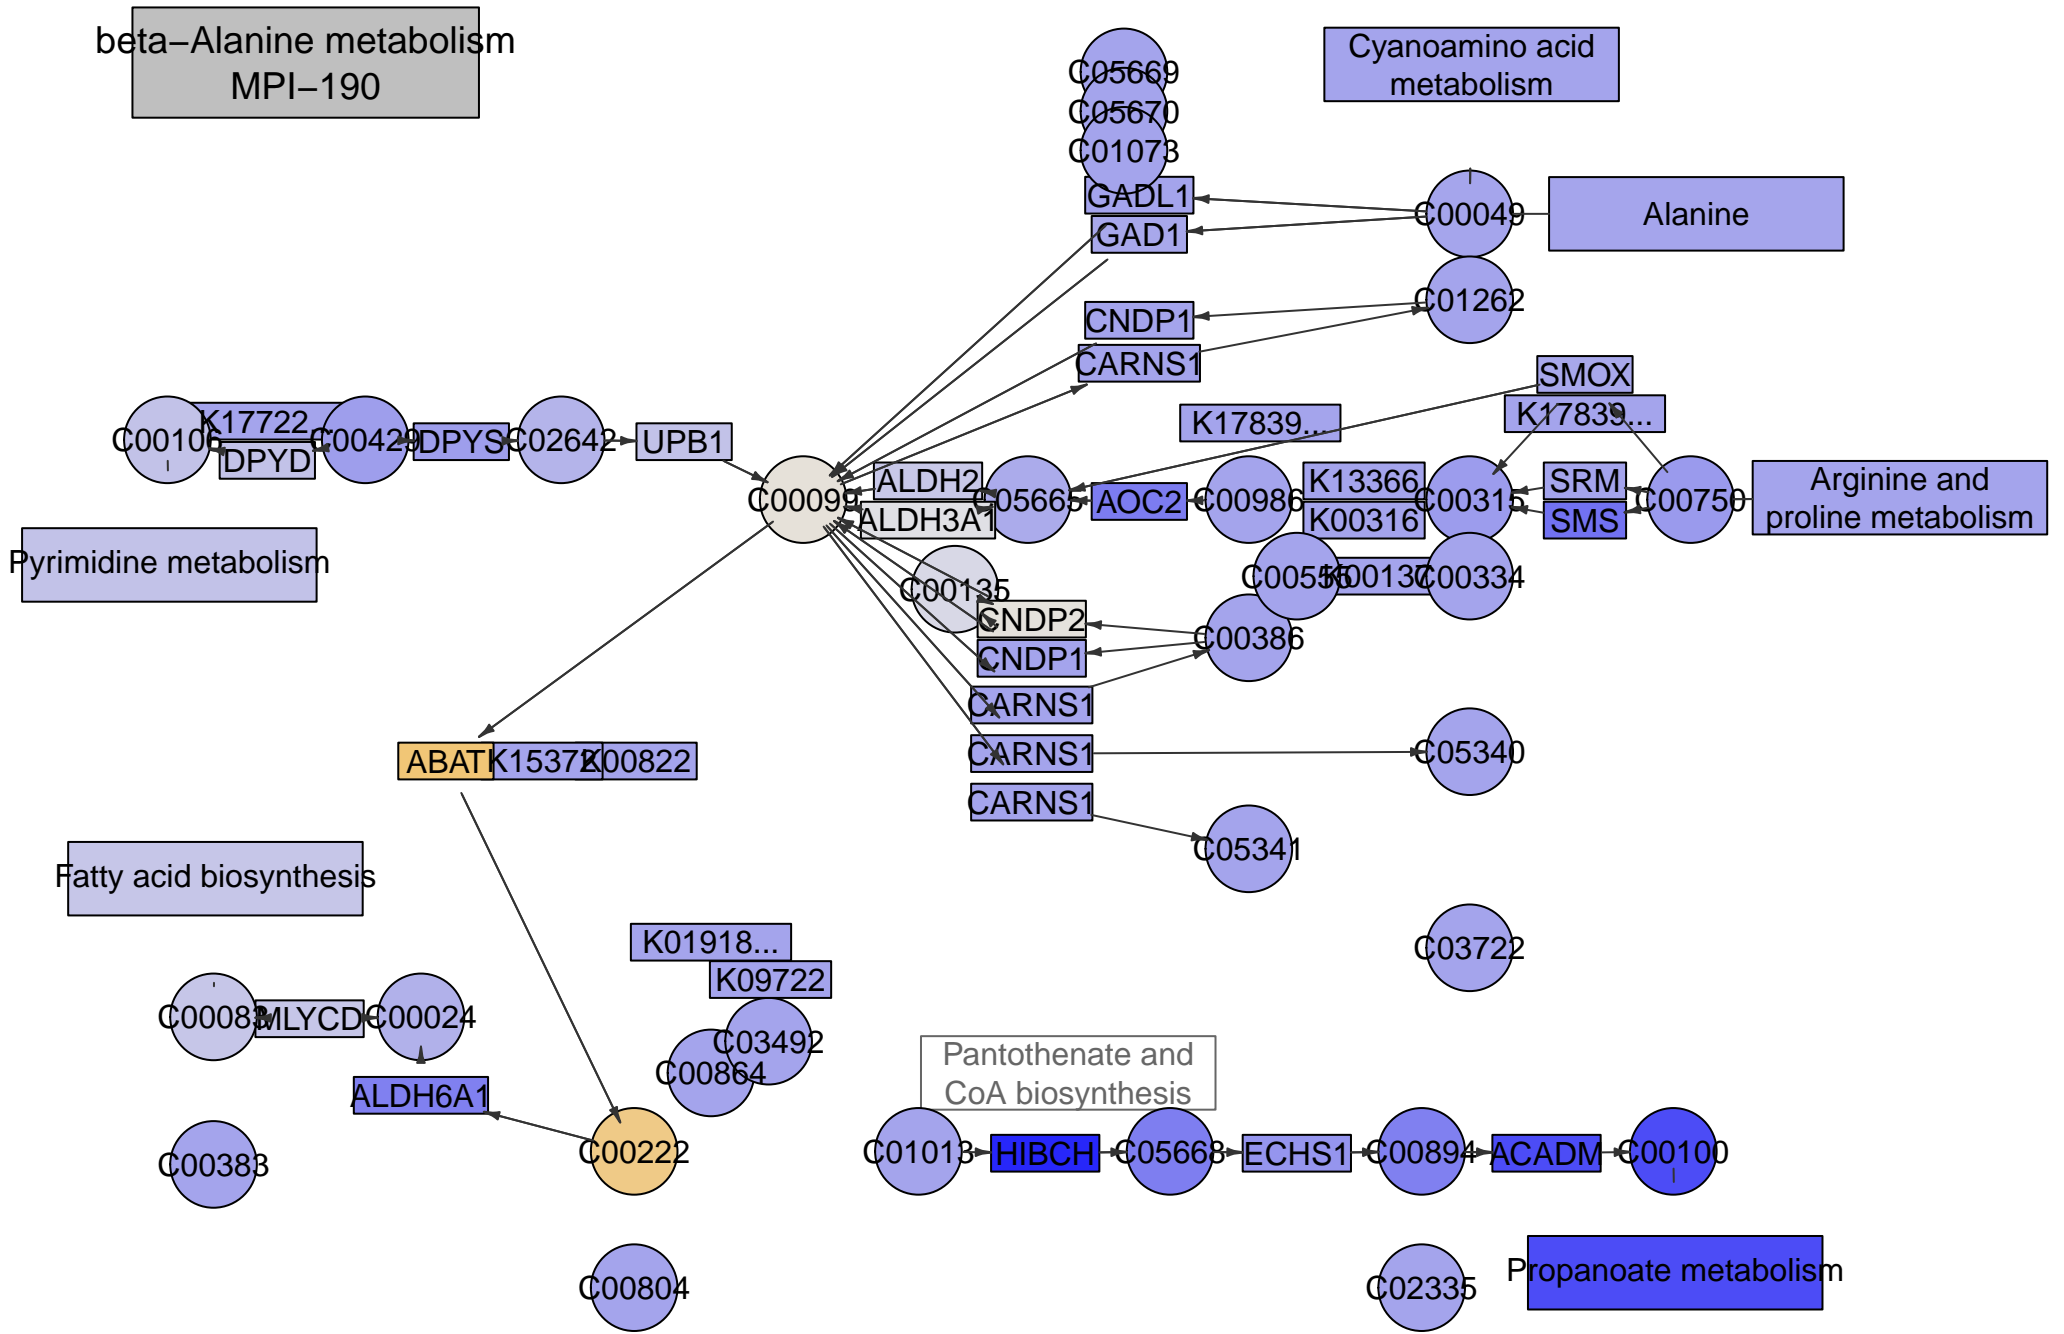 beta−Alanine metabolism
MPI−190
Cyanoamino acid
metabolism
C05669
C05670
C01073
GADL1
GAD1
C00049
Alanine
C01262
CNDP1
CARNS1
SMOX
K17839...
K17839...
C00106
K17722...
DPYD
C00429
DPYS
C02642
UPB1
C00099
ALDH2
ALDH3A1
C05665
AOC2
C00986
K13366
K00316
C00315
SRM
SMS
C00750
Arginine and
proline metabolism
Pyrimidine metabolism
C00135
C00555
K00137
C00334
CNDP2
CNDP1
C00386
CARNS1
CARNS1
CARNS1
C05340
C05341
ABAT
K15372
K00822
Fatty acid biosynthesis
K01918...
K09722
C03722
C00083
MLYCD
C00024
C03492
C00864
ALDH6A1
Pantothenate and
CoA biosynthesis
C00383
C00222
C01013
HIBCH
C05668
ECHS1
C00894
ACADM
C00100
C00804
C02335
Propanoate metabolism